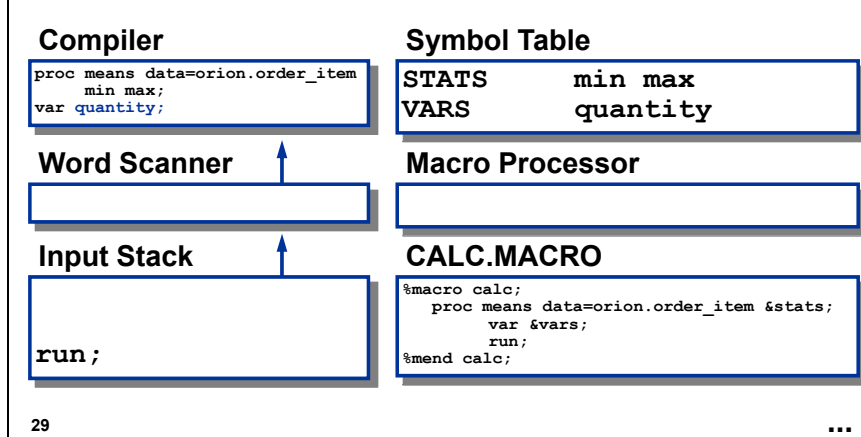 Compiler
proc means data=orion.order_item
min max;
var quantity;
Symbol Table
STATS min max
VARS quantity
Word Scanner
Macro Processor
Input Stack
run;
CALC.MACRO
%macro calc;
proc means data=orion.order_item &stats;
var &vars;
run;
%mend calc;
29
...